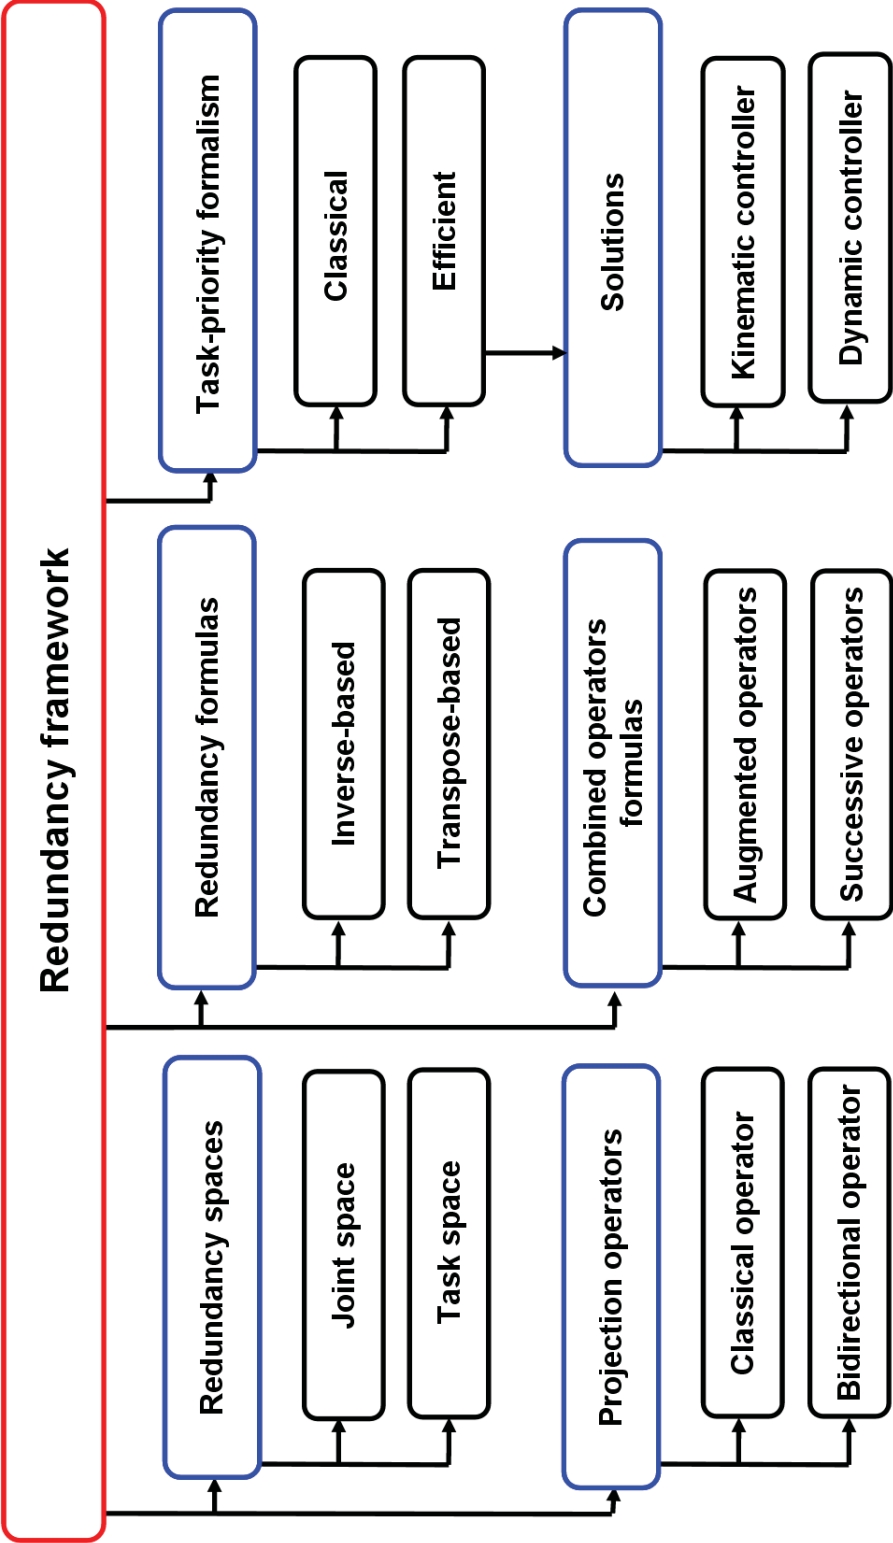 Redundancy framework
Redundancy spaces
Joint space
Task space
Projection operators
Classical operator
Bidirectional operator
Redundancy formulas
Inverse-based
Transpose-based
Combined operators
formulas
Augmented operators
Successive operators
Task-priority formalism
Classical
Efficient
Solutions
Kinematic controller
Dynamic controller